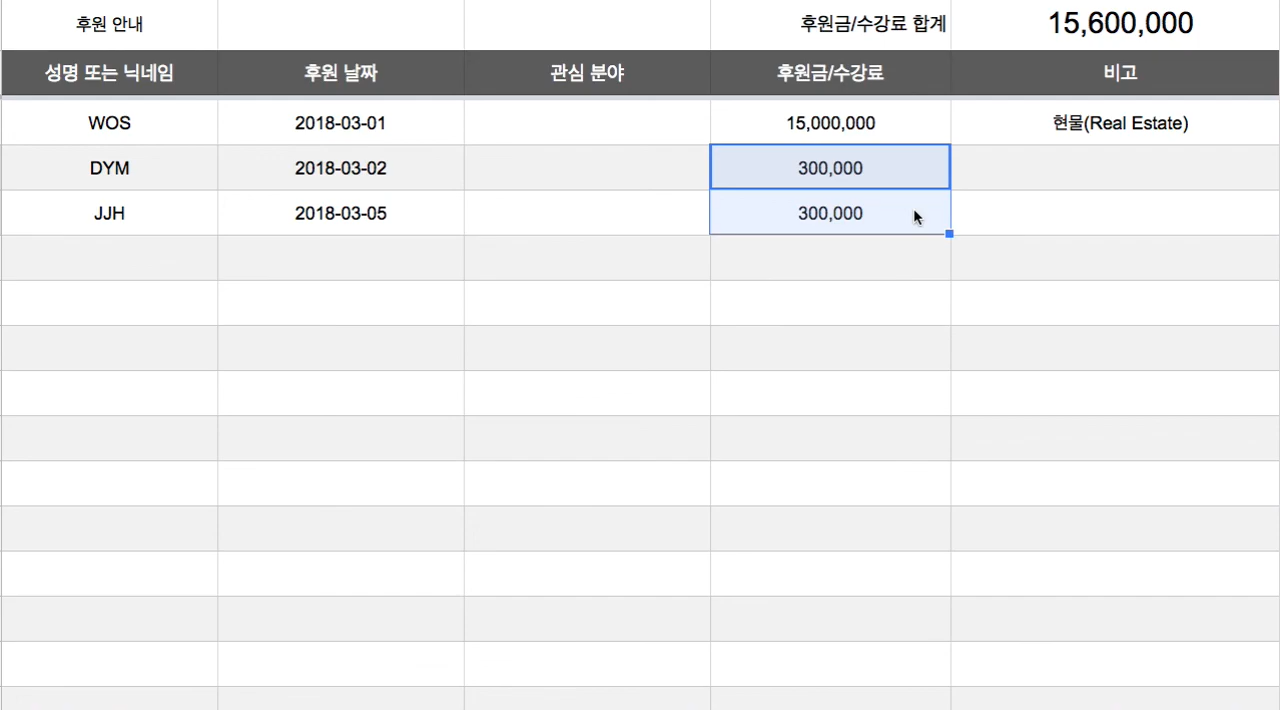 후원 안내 후원금/수강료 합계 15,600,000
성명 또는 닉네임 후원 날짜 관심 분야 후원금/수강료 비고
WOS 2018-03-01 15,000,000 현물(Real Estate)
DYM 2018-03-02 300,000
JJH 2018-03-05 300,000